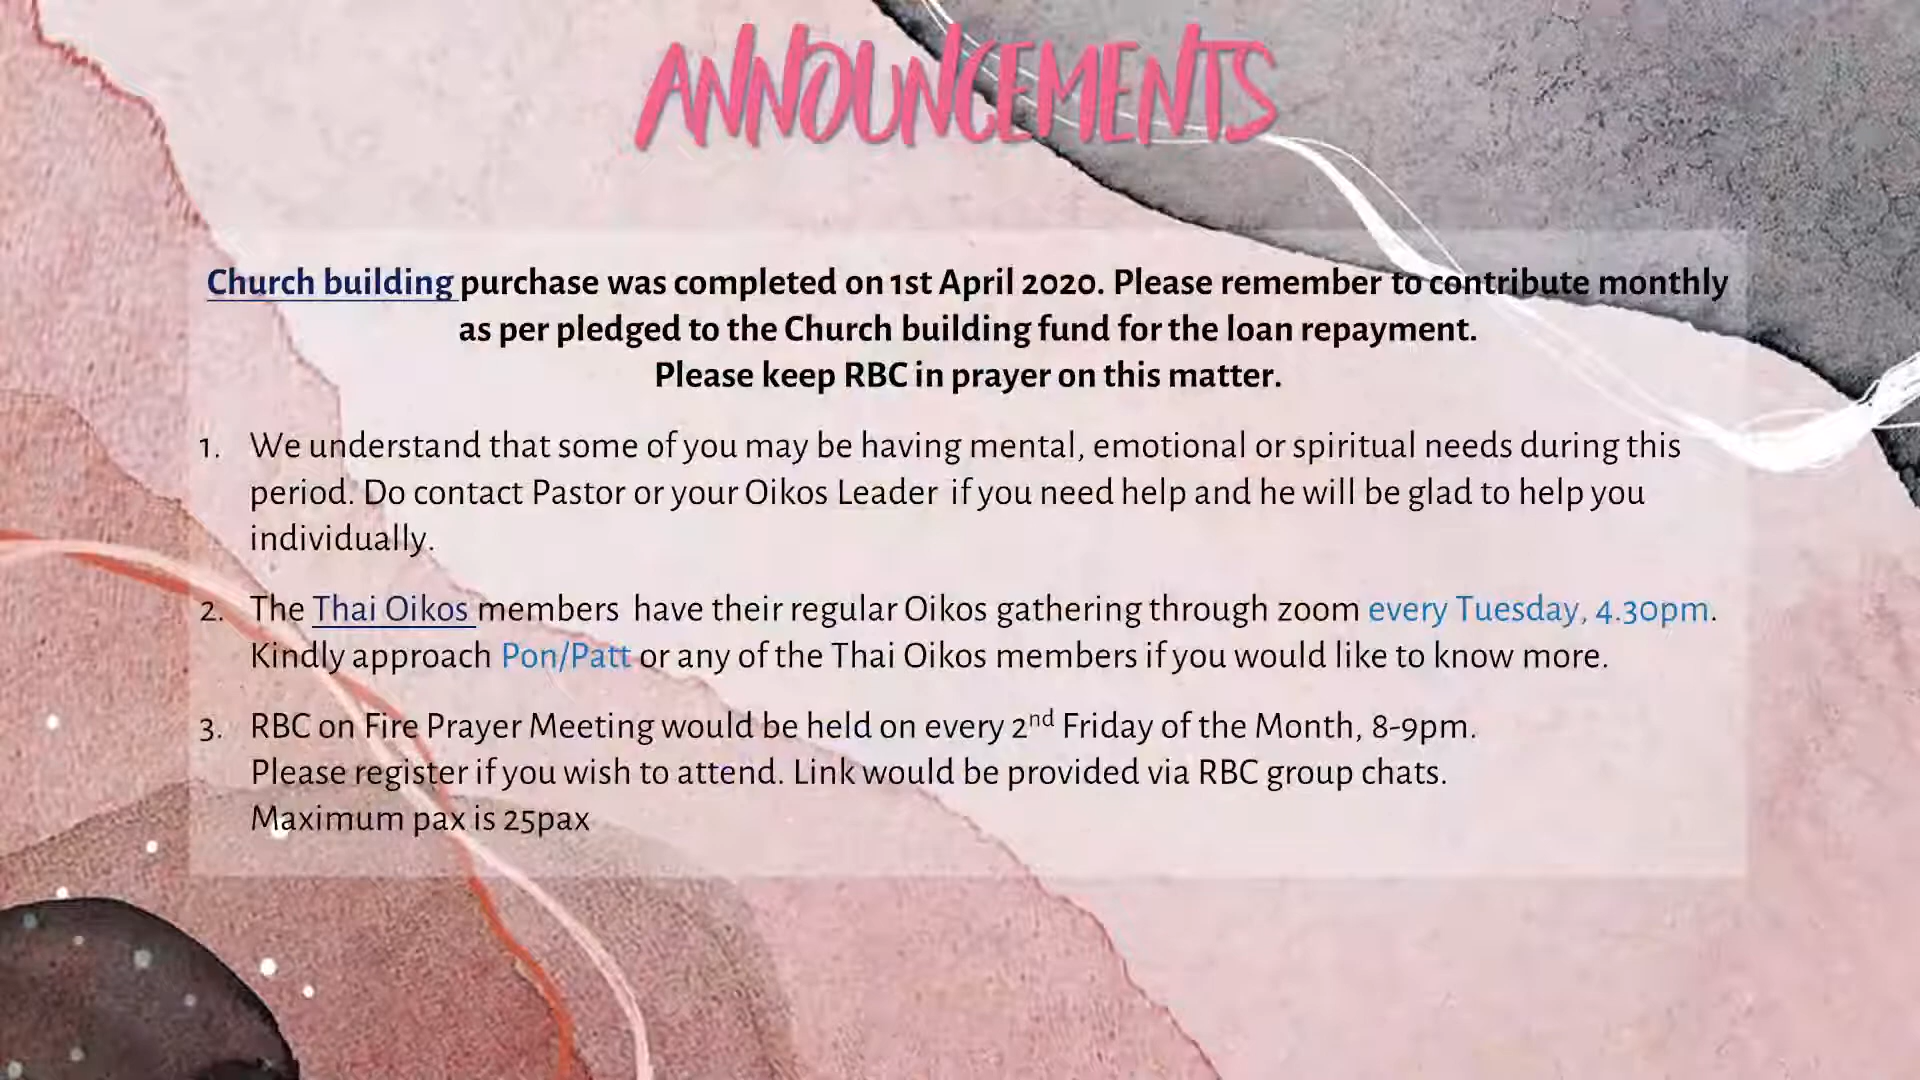 ANNOUNCEMENTS
Church building purchase was completed on 1st April 2020. Please remember to contribute monthly
as per pledged to the Church building fund for the loan repayment.
Please keep RBC in prayer on this matter.
1. We understand that some of you may be having mental, emotional or spiritual needs during this
period. Do contact Pastor or your Oikos Leader if you need help and he will be glad to help you
individually.
2. The Thai Oikos members have their regular Oikos gathering through zoom every Tuesday, 4.30pm.
Kindly approach Pon/Patt or any of the Thai Oikos members if you would like to know more.
3. RBC on Fire Prayer Meeting would be held on every 2nd Friday of the Month, 8-9pm.
Please register if you wish to attend. Link would be provided via RBC group chats.
Maximum pax is 25pax